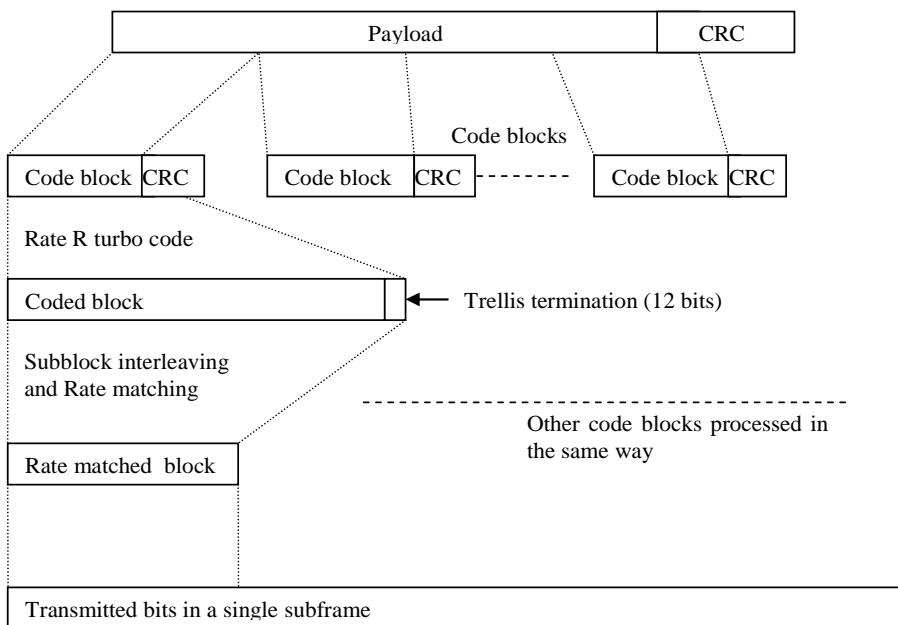 Payload CRC
Code blocks
Code block CRC Code block CRC Code block CRC
Rate R turbo code
Coded block
Trellis termination (12 bits)
Subblock interleaving
and Rate matching
Other code blocks processed in
the same way
Rate matched block
Transmitted bits in a single subframe